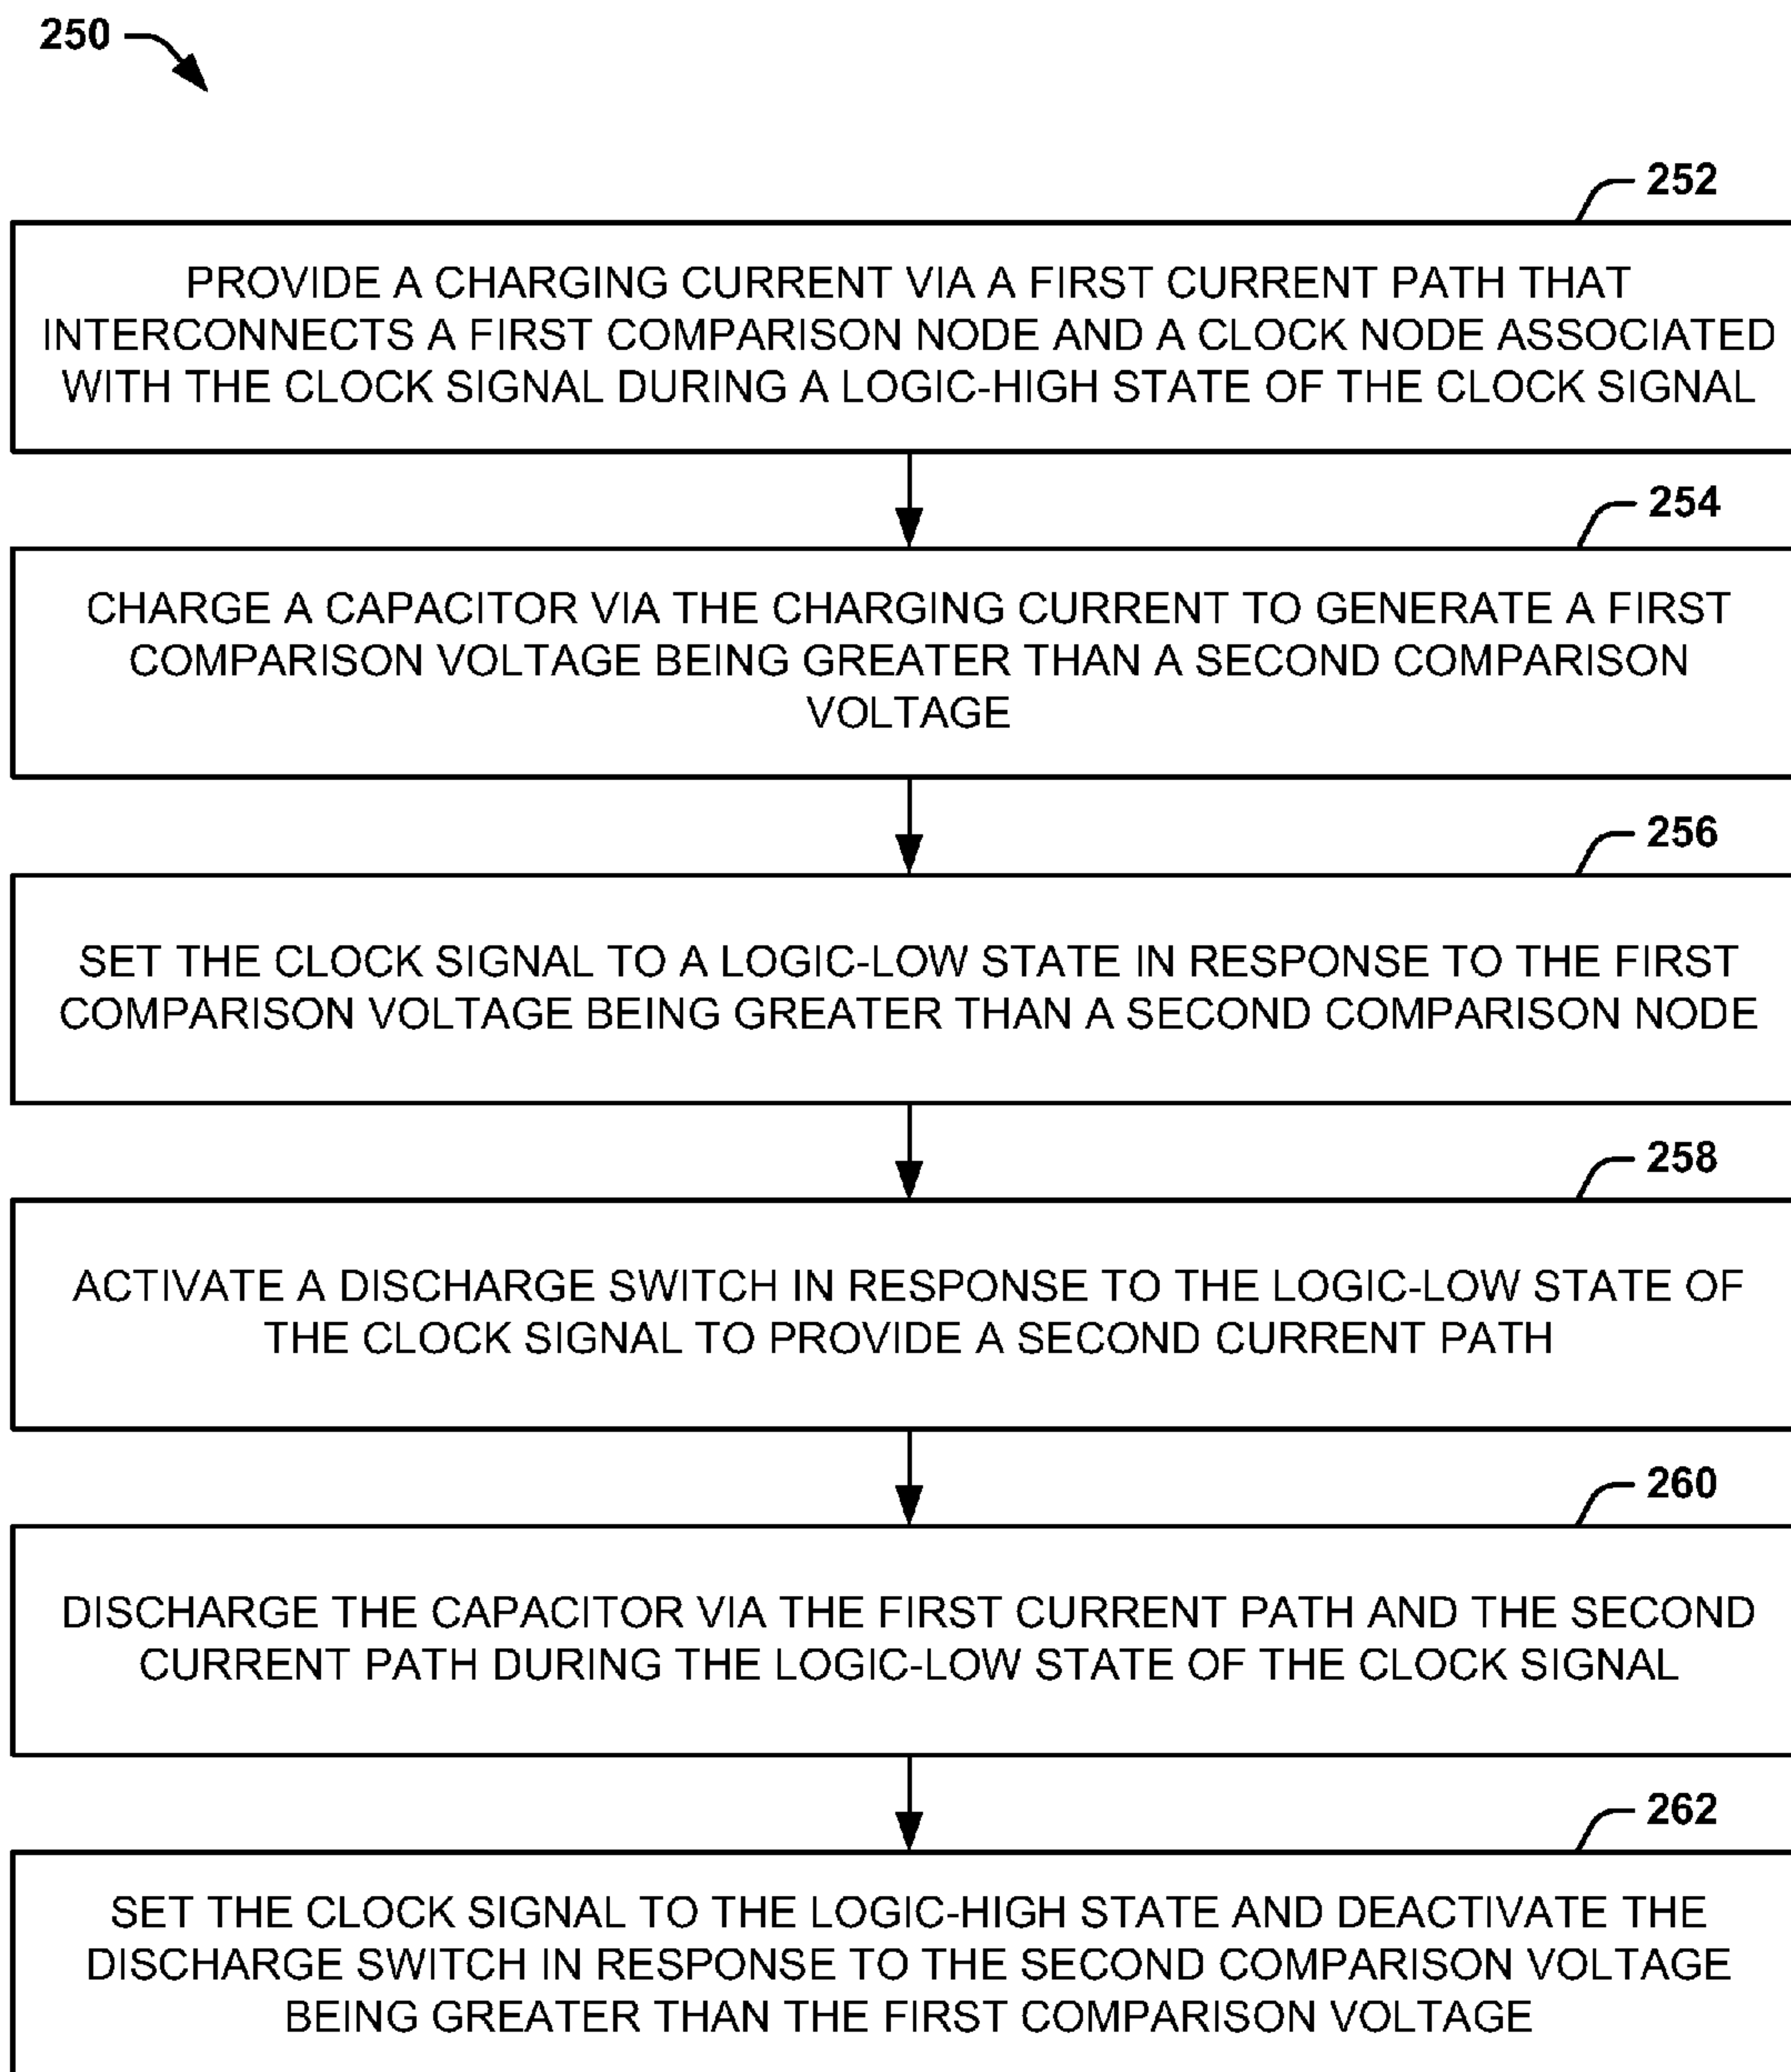 250
252
PROVIDE A CHARGING CURRENT VIA A FIRST CURRENT PATH THAT
INTERCONNECTS A FIRST COMPARISON NODE AND A CLOCK NODE ASSOCIATED
WITH THE CLOCK SIGNAL DURING A LOGIC-HIGH STATE OF THE CLOCK SIGNAL
254
CHARGE A CAPACITOR VIA THE CHARGING CURRENT TO GENERATE A FIRST
COMPARISON VOLTAGE BEING GREATER THAN A SECOND COMPARISON
VOLTAGE
256
SET THE CLOCK SIGNAL TO A LOGIC-LOW STATE IN RESPONSE TO THE FIRST
COMPARISON VOLTAGE BEING GREATER THAN A SECOND COMPARISON NODE
258
ACTIVATE A DISCHARGE SWITCH IN RESPONSE TO THE LOGIC-LOW STATE OF
THE CLOCK SIGNAL TO PROVIDE A SECOND CURRENT PATH
260
DISCHARGE THE CAPACITOR VIA THE FIRST CURRENT PATH AND THE SECOND
CURRENT PATH DURING THE LOGIC-LOW STATE OF THE CLOCK SIGNAL
262
SET THE CLOCK SIGNAL TO THE LOGIC-HIGH STATE AND DEACTIVATE THE
DISCHARGE SWITCH IN RESPONSE TO THE SECOND COMPARISON VOLTAGE
BEING GREATER THAN THE FIRST COMPARISON VOLTAGE